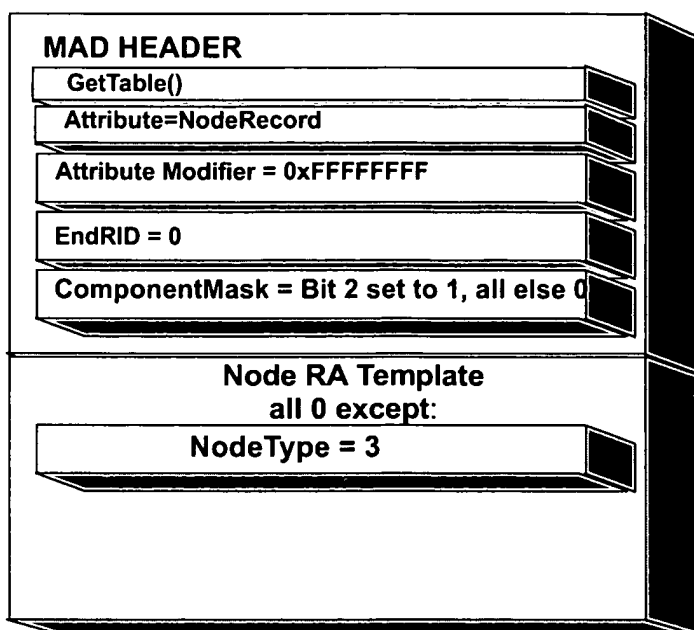 MAD HEADER
GetTable()
Attribute=NodeRecord
Attribute Modifier = 0xFFFFFFFF
EndRID = 0
ComponentMask = Bit 2 set to 1, all else 0
Node RA Template
all 0 except:
NodeType = 3